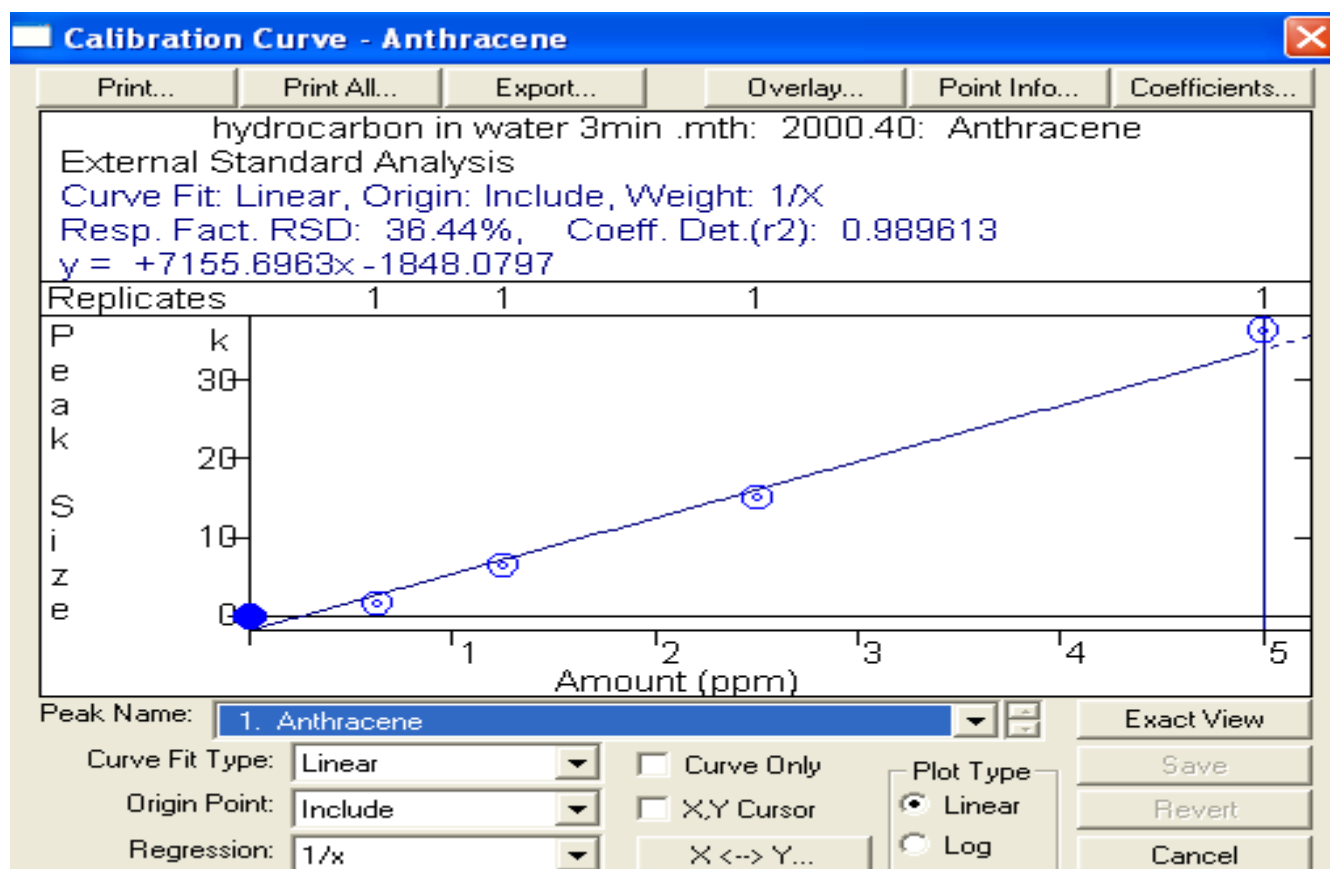 Calibration Curve - Anthracene
Print... Print All... Export... Overlay... Point Info... Coefficients...
hydrocarbon in water 3min .mth: 2000.40: Anthracene
External Standard Analysis
Curve Fit: Linear, Origin: Include, Weight: 1/X
Resp. Fact. RSD: 36.44%, Coeff. Det.(r2): 0.989613
y = +7155.6963x -1848.0797
Replicates 1 1 1 1
Peak Size
k
30
20
10
0
1 2 3 4 5
Amount (ppm)
Peak Name: 1. Anthracene Exact View
Curve Fit Type: Linear Curve Only Plot Type Save
Origin Point: Include X,Y Cursor Linear Revert
Regression: 1/x X <--> Y... Log Cancel